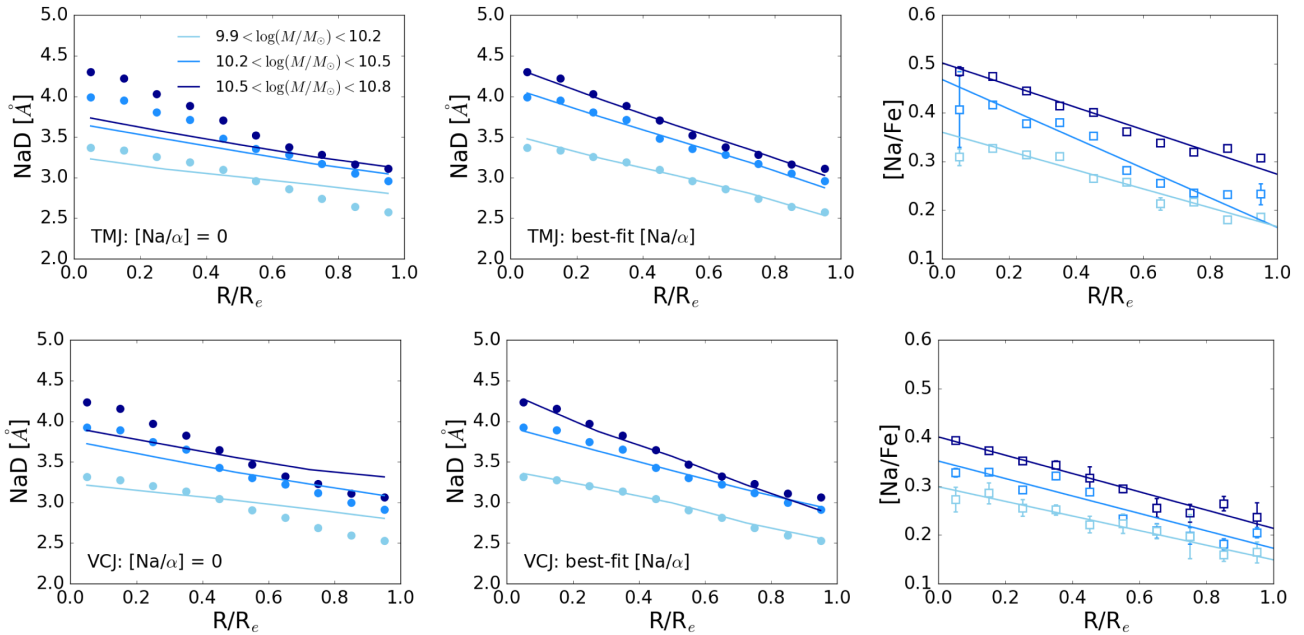 5.0
4.5
4.0
3.5
3.0
2.5
2.0
NaD [Å]
9.9 < log(M/M⊙) < 10.2
10.2 < log(M/M⊙) < 10.5
10.5 < log(M/M⊙) < 10.8
TMJ: [Na/α] = 0
0.0 0.2 0.4 0.6 0.8 1.0
R/Re
5.0
4.5
4.0
3.5
3.0
2.5
2.0
NaD [Å]
TMJ: best-fit [Na/α]
0.0 0.2 0.4 0.6 0.8 1.0
R/Re
0.6
0.5
0.4
0.3
0.2
0.1
[Na/Fe]
0.0 0.2 0.4 0.6 0.8 1.0
R/Re
5.0
4.5
4.0
3.5
3.0
2.5
2.0
NaD [Å]
VCJ: [Na/α] = 0
0.0 0.2 0.4 0.6 0.8 1.0
R/Re
5.0
4.5
4.0
3.5
3.0
2.5
2.0
NaD [Å]
VCJ: best-fit [Na/α]
0.0 0.2 0.4 0.6 0.8 1.0
R/Re
0.6
0.5
0.4
0.3
0.2
0.1
[Na/Fe]
0.0 0.2 0.4 0.6 0.8 1.0
R/Re